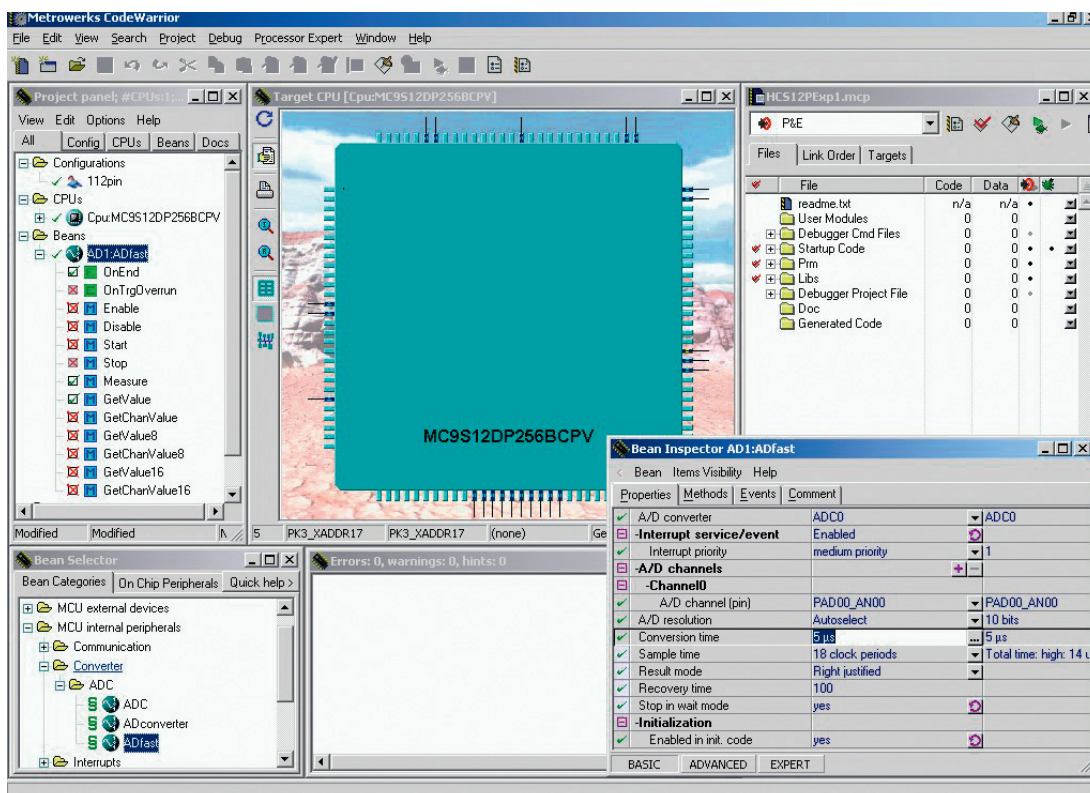 Metrowerks CodeWarrior
File Edit View Search Project Debug Processor Expert Window Help
Project panel; #CPUs:1;...
View Edit Options Help
All Config CPUs Beans Docs
Configurations
112pin
CPUs
Cpu:MC9S12DP256BCPV
Beans
AD1:ADfast
OnEnd
OnTrgOverrun
Enable
Disable
Start
Stop
Measure
GetValue
GetChanValue
GetValue8
GetChanValue8
GetValue16
GetChanValue16
Modified Modified
Target CPU [Cpu:MC9S12DP256BCPV]
MC9S12DP256BCPV
5 PK3_XADDR17 PK3_XADDR17 (none) Ge
HCS12PExp1.mcp
P&E
Files Link Order Targets
File Code Data
readme.txt n/a n/a
User Modules 0 0
Debugger Cmd Files 0 0
Startup Code 0 0
Prm 0 0
Libs 0 0
Debugger Project File 0 0
Doc 0 0
Generated Code 0 0
Bean Selector
Bean Categories On Chip Peripherals Quick help >
MCU external devices
MCU internal peripherals
Communication
Converter
ADC
ADC
ADconverter
ADfast
Interrupts
Errors: 0, warnings: 0, hints: 0
Bean Inspector AD1:ADfast
< Bean Items Visibility Help
Properties Methods Events Comment
A/D converter ADC0 ADC0
-Interrupt service/event Enabled
Interrupt priority medium priority 1
-A/D channels
-Channel0
A/D channel (pin) PAD00_AN00 PAD00_AN00
A/D resolution Autoselect 10 bits
Conversion time 5 µs ... 5 µs
Sample time 18 clock periods Total time: high: 14 u
Result mode Right justified
Recovery time 100
Stop in wait mode yes
-Initialization
Enabled in init. code yes
BASIC ADVANCED EXPERT